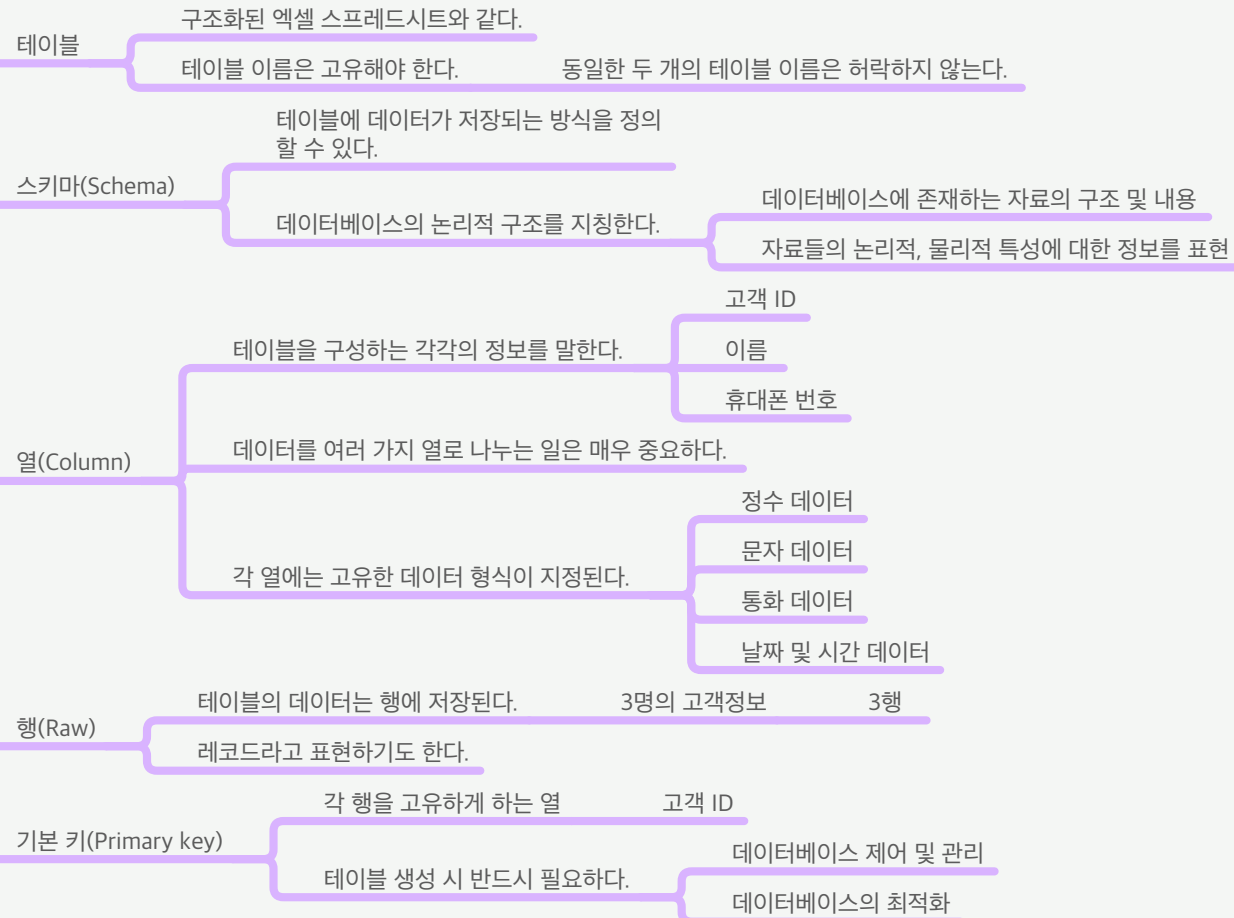 테이블
구조화된 엑셀 스프레드시트와 같다.
테이블 이름은 고유해야 한다.
동일한 두 개의 테이블 이름은 허락하지 않는다.
스키마(Schema)
테이블에 데이터가 저장되는 방식을 정의
할 수 있다.
데이터베이스의 논리적 구조를 지칭한다.
데이터베이스에 존재하는 자료의 구조 및 내용
자료들의 논리적, 물리적 특성에 대한 정보를 표현
열(Column)
테이블을 구성하는 각각의 정보를 말한다.
고객 ID
이름
휴대폰 번호
데이터를 여러 가지 열로 나누는 일은 매우 중요하다.
각 열에는 고유한 데이터 형식이 지정된다.
정수 데이터
문자 데이터
통화 데이터
날짜 및 시간 데이터
행(Raw)
테이블의 데이터는 행에 저장된다.
3명의 고객정보
3행
레코드라고 표현하기도 한다.
기본 키(Primary key)
각 행을 고유하게 하는 열
고객 ID
테이블 생성 시 반드시 필요하다.
데이터베이스 제어 및 관리
데이터베이스의 최적화